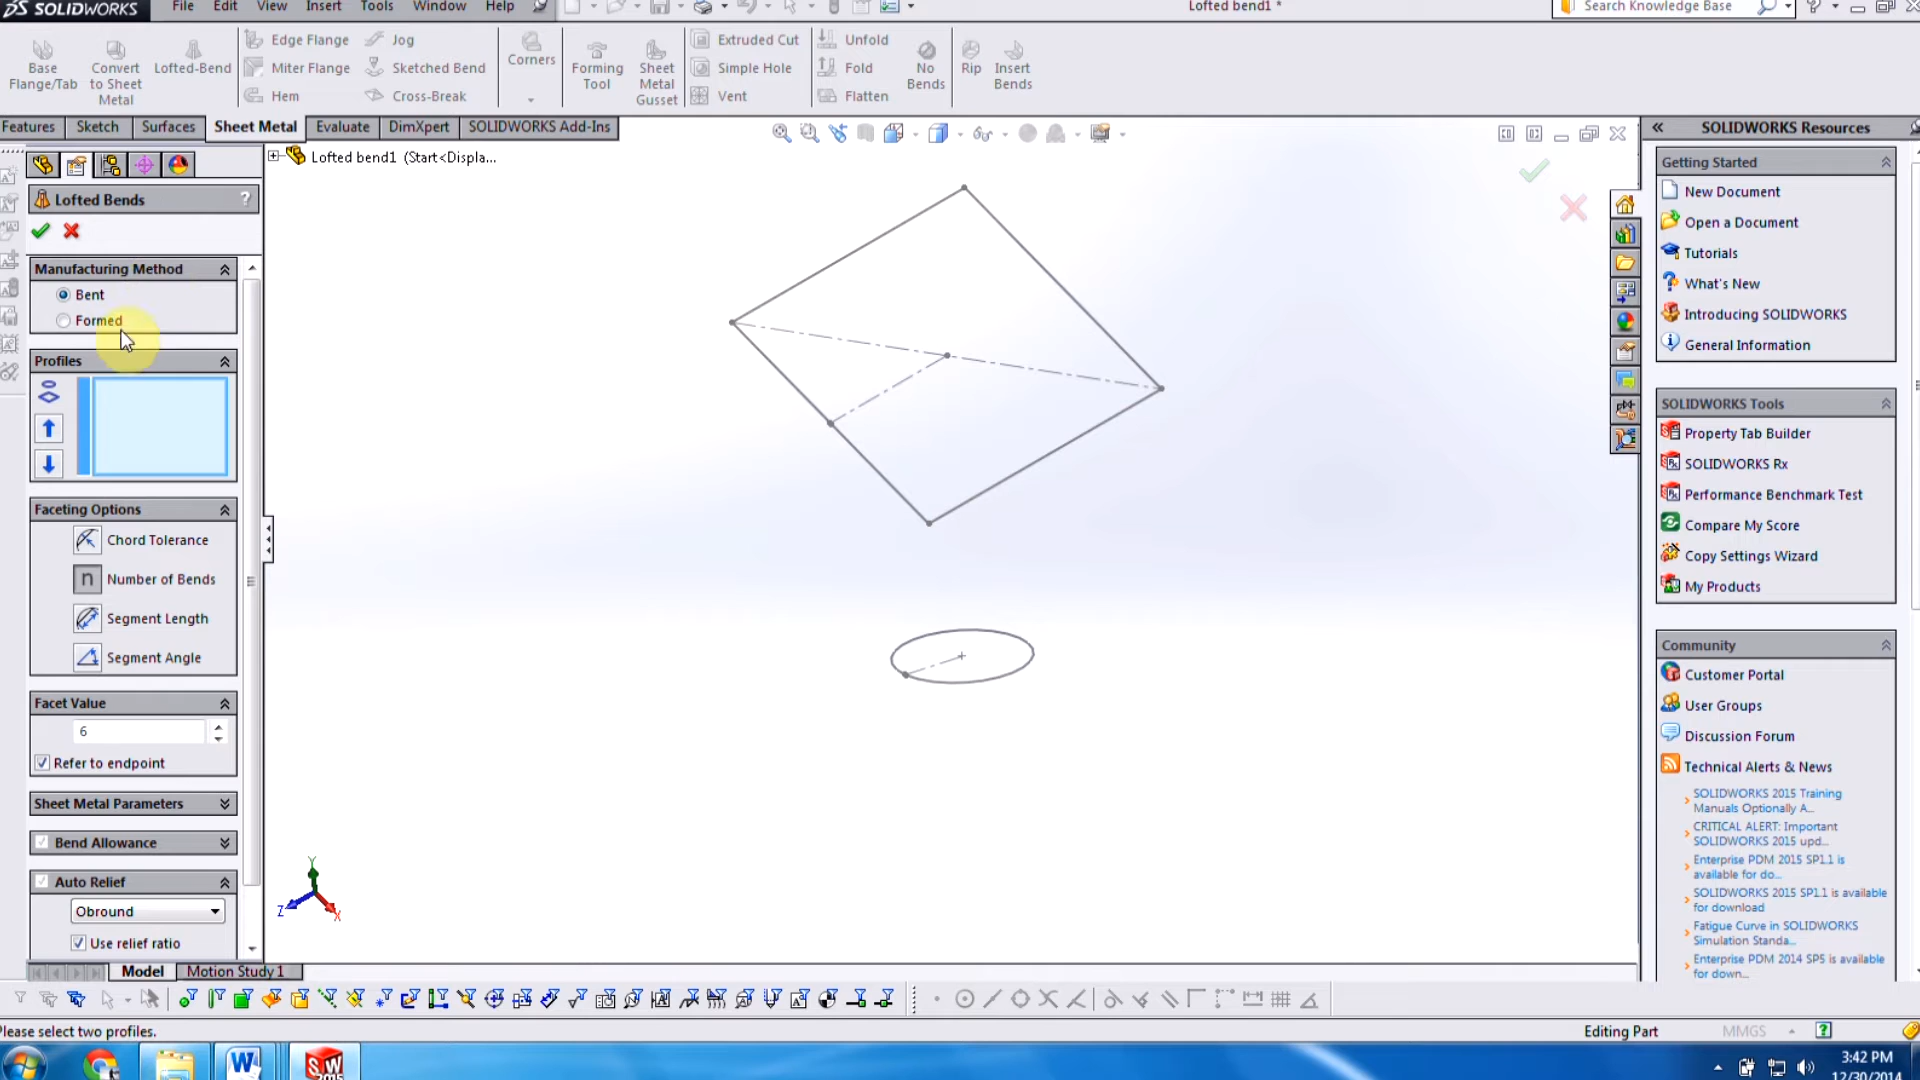 SOLIDWORKS File Edit View Insert Tools Window Help Lofted bend1 * Search Knowledge Base ?
Base Flange/Tab
Convert to Sheet Metal
Lofted-Bend
Edge Flange
Miter Flange
Hem
Jog
Sketched Bend
Cross-Break
Corners
Forming Tool
Sheet Metal Gusset
Extruded Cut
Simple Hole
Vent
Unfold
Fold
Flatten
No Bends
Rip
Insert Bends
Features Sketch Surfaces Sheet Metal Evaluate DimXpert SOLIDWORKS Add-Ins
Lofted bend1 (Start<Displa...
Lofted Bends ?
Manufacturing Method
Bent
Formed
Profiles
Faceting Options
Chord Tolerance
n Number of Bends
Segment Length
Segment Angle
Facet Value
6
Refer to endpoint
Sheet Metal Parameters
Bend Allowance
Auto Relief
Obround
Use relief ratio
Y
Z
X
SOLIDWORKS Resources
Getting Started
New Document
Open a Document
Tutorials
What's New
Introducing SOLIDWORKS
General Information
SOLIDWORKS Tools
Property Tab Builder
SOLIDWORKS Rx
Performance Benchmark Test
Compare My Score
Copy Settings Wizard
My Products
Community
Customer Portal
User Groups
Discussion Forum
Technical Alerts & News
SOLIDWORKS 2015 Training
Manuals Optionally A...
CRITICAL ALERT: Important
SOLIDWORKS 2015 upd...
Enterprise PDM 2015 SP1.1 is
available for do...
SOLIDWORKS 2015 SP1.1 is available
for download
Fatigue Curve in SOLIDWORKS
Simulation Standa...
Enterprise PDM 2014 SP5 is available
for down...
Model Motion Study 1
Please select two profiles.
Editing Part MMGS
3:42 PM
12/30/2014